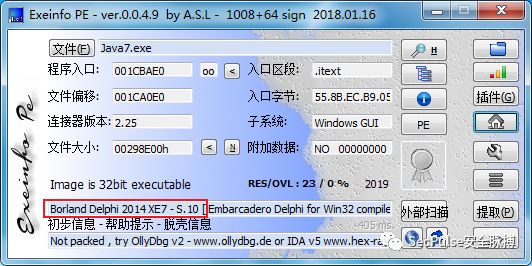 Exeinfo PE - ver.0.0.4.9 by A.S.L - 1008+64 sign 2018.01.16
Exeinfo Pe
文件(F) Java7.exe H
程序入口: 001CBAE0 oo < 入口区段: .itext
文件偏移: 001CA0E0 入口字节: 55.8B.EC.B9.05
插件(G)
连接器版本: 2.25 子系统: Windows GUI PE
文件大小: 00298E00h < N 附加数据: NO 00000000
Image is 32bit executable RES/OVL : 23 / 0 % 2019
Borland Delphi 2014 XE7 - S.10 Embarcadero Delphi for Win32 compile
外部扫描 提取(P)
初步信息 - 帮助提示 - 脱壳信息 405 ms.
Not packed , try OllyDbg v2 - www.ollydbg.de or IDA v5 www.hex-ra
SecPulse安全脉搏